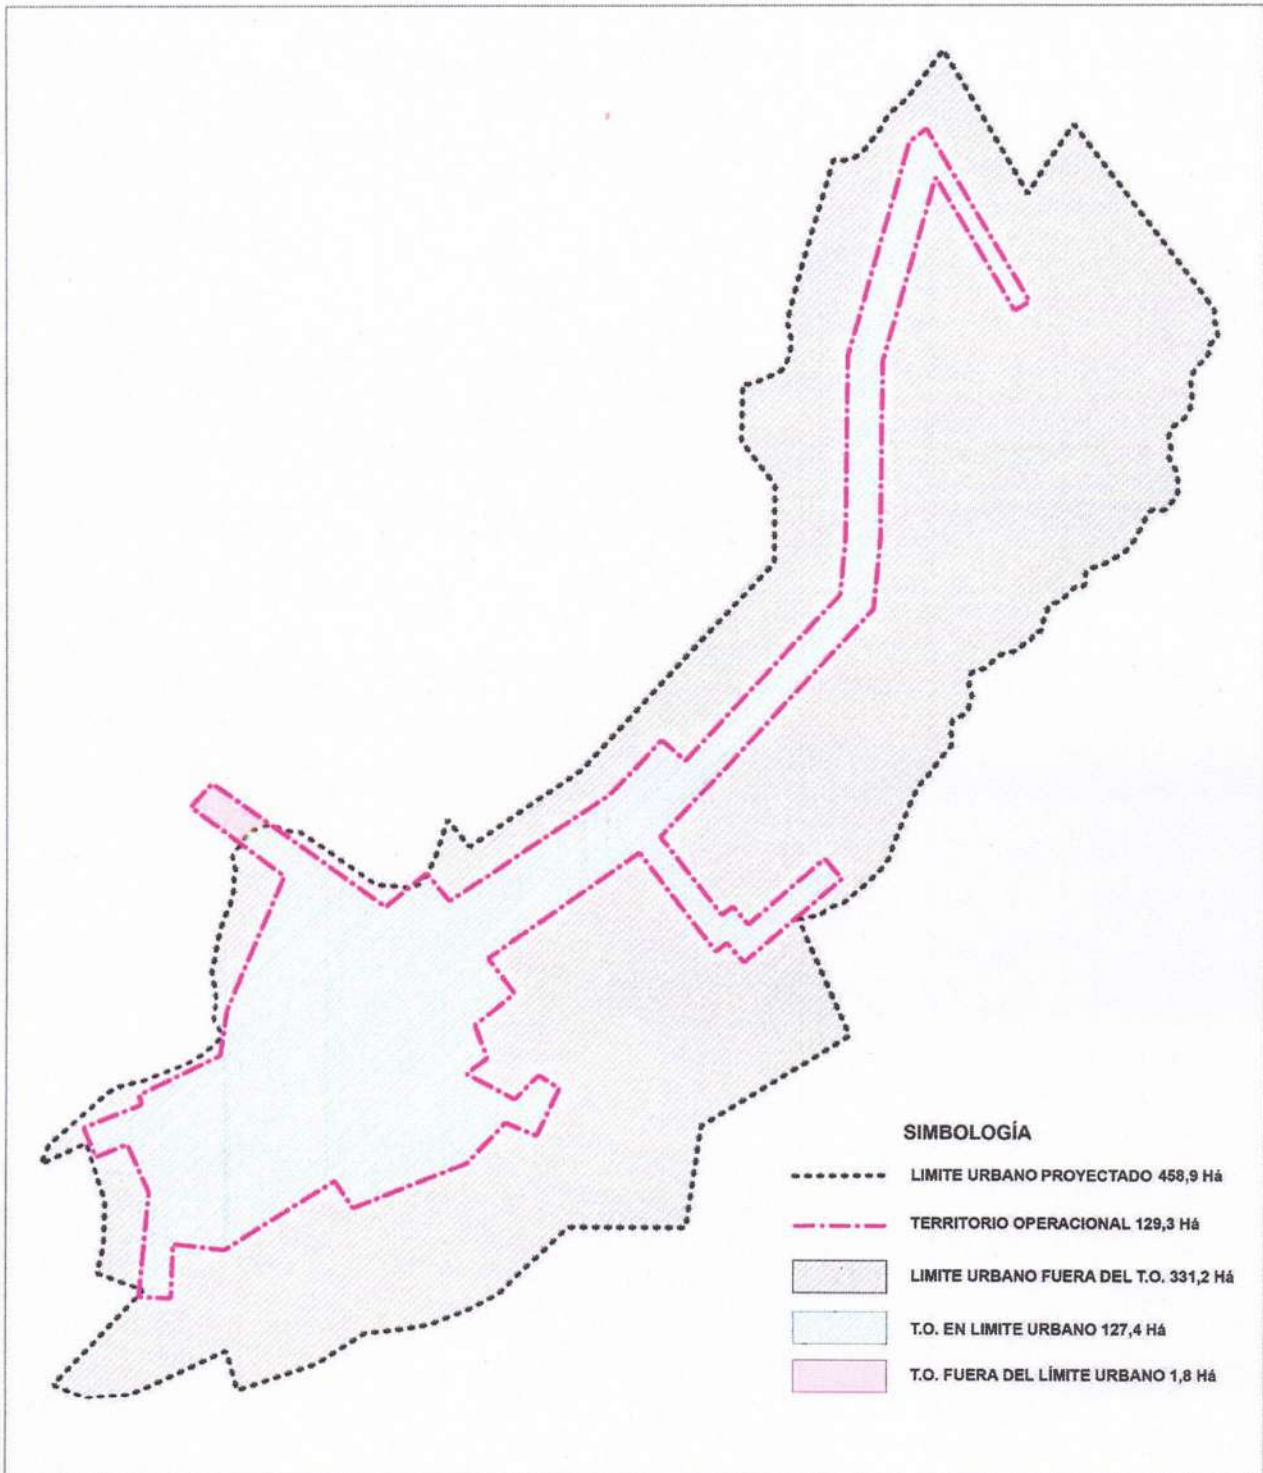 SIMBOLOGÍA
LIMITE URBANO PROYECTADO 458,9 Há
TERRITORIO OPERACIONAL 129,3 Há
LIMITE URBANO FUERA DEL T.O. 331,2 Há
T.O. EN LIMITE URBANO 127,4 Há
T.O. FUERA DEL LÍMITE URBANO 1,8 Há